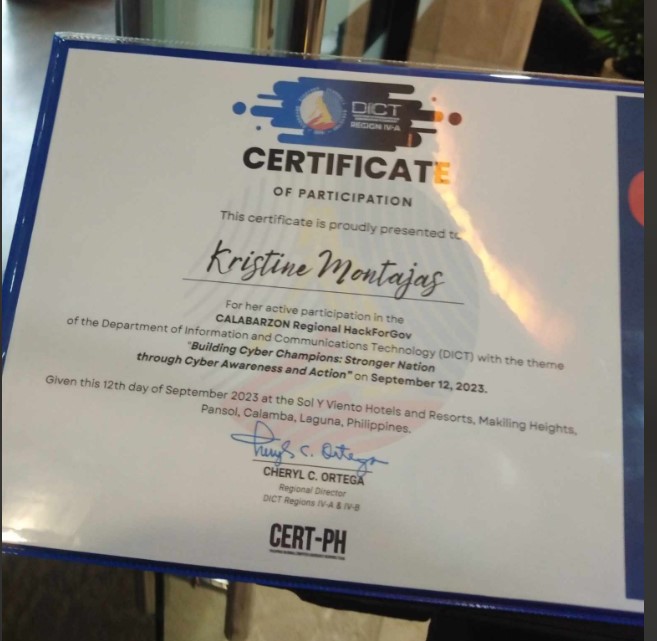 DICT
REGION IV-A
CERTIFICATE
OF PARTICIPATION
This certificate is proudly presented to
Kristine Montajas
For her active participation in the
CALABARZON Regional HackForGov
of the Department of Information and Communications Technology (DICT) with the theme
"Building Cyber Champions: Stronger Nation
through Cyber Awareness and Action" on September 12, 2023.
Given this 12th day of September 2023 at the Sol Y Viento Hotels and Resorts, Makiling Heights,
Pansol, Calamba, Laguna, Philippines.
Cheryl C. Ortega
CHERYL C. ORTEGA
Regional Director
DICT Regions IV-A & IV-B
CERT-PH